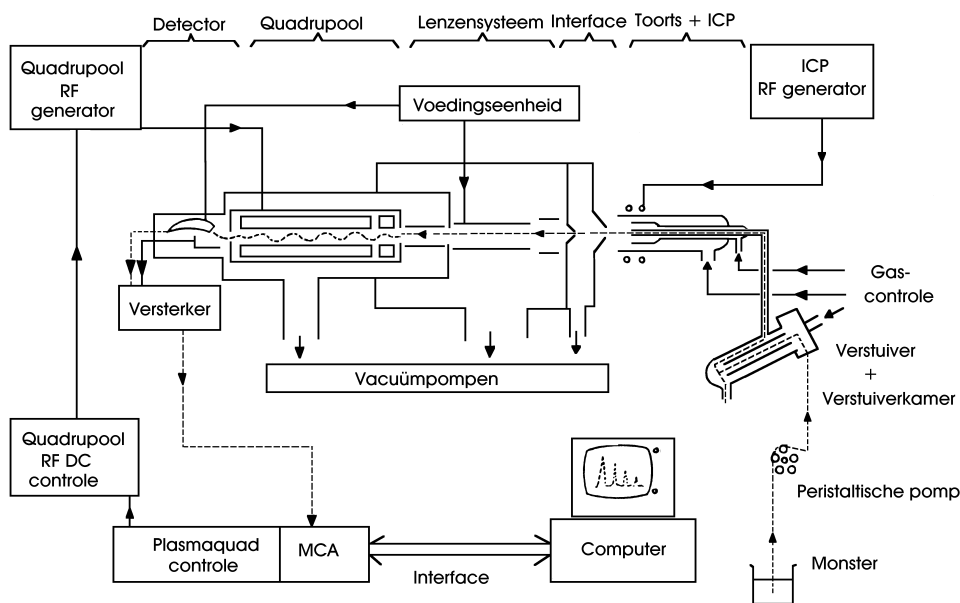 Detector
Quadrupool
Lenzensysteem
Interface
Toorts + ICP
Quadrupool
RF
generator
ICP
RF generator
Voedingseenheid
Gas-
controle
Versterker
Verstuiver
+
Verstuiverkamer
Vacuümpompen
Quadrupool
RF DC
controle
Peristaltische pomp
Plasmaquad
controle
MCA
Interface
Computer
Monster